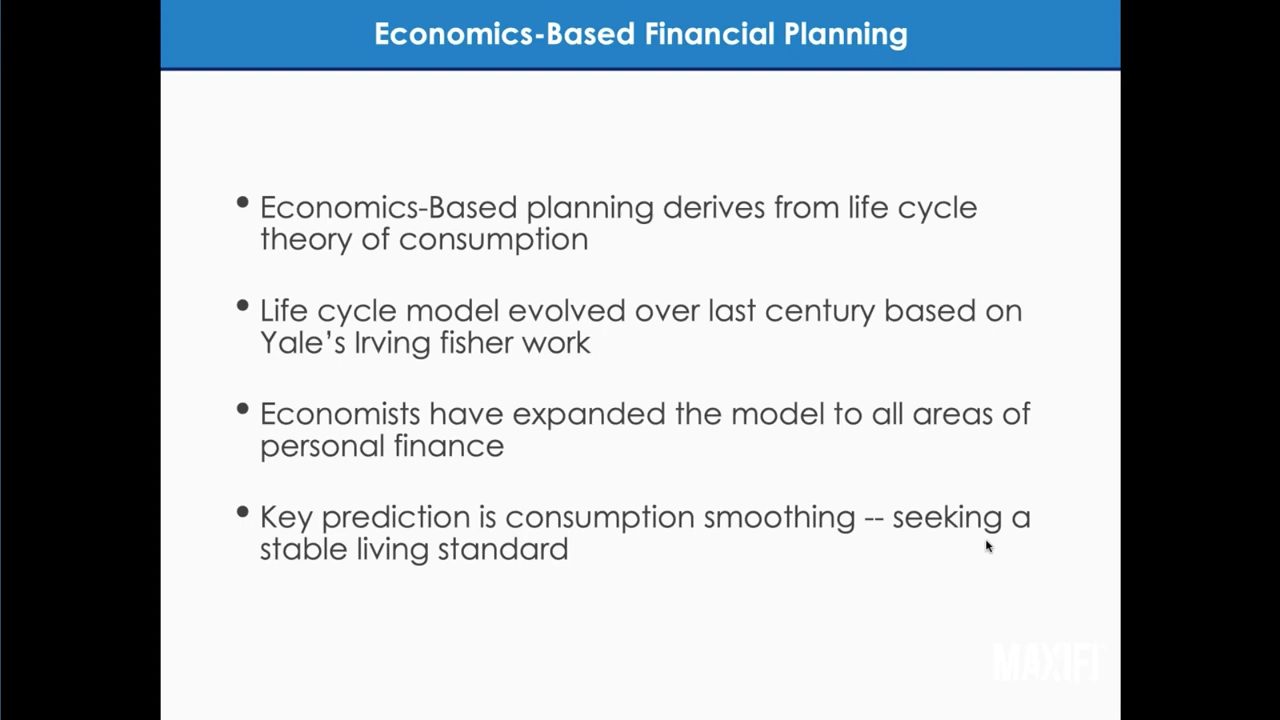 Economics-Based Financial Planning
• Economics-Based planning derives from life cycle
theory of consumption
• Life cycle model evolved over last century based on
Yale’s Irving fisher work
• Economists have expanded the model to all areas of
personal finance
• Key prediction is consumption smoothing -- seeking a
stable living standard
MAXIFI